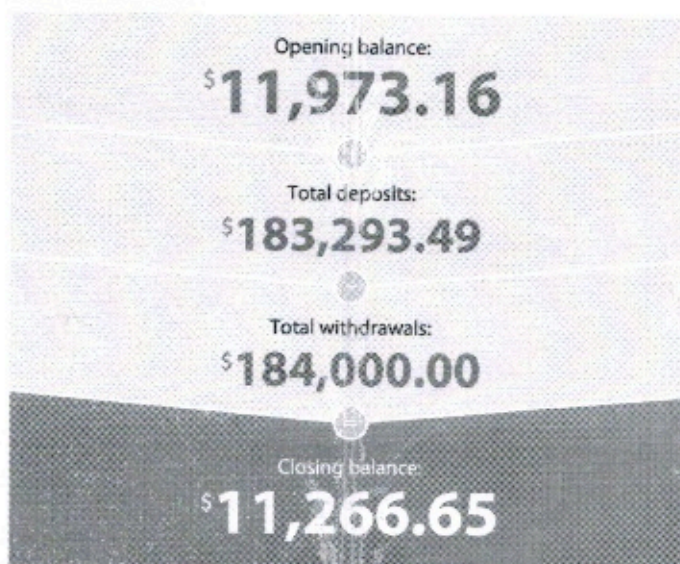 Opening balance:
$11,973.16
Total deposits:
$183,293.49
Total withdrawals:
$184,000.00
Closing balance:
$11,266.65